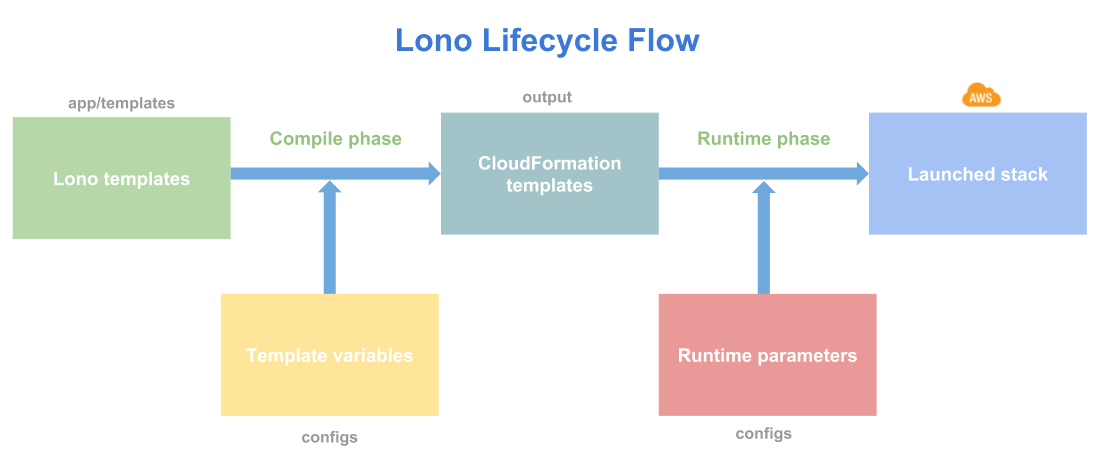 Lono Lifecycle Flow
app/templates
output
AWS
Compile phase
Runtime phase
Lono templates
CloudFormation
templates
Launched stack
Template variables
Runtime parameters
configs
configs